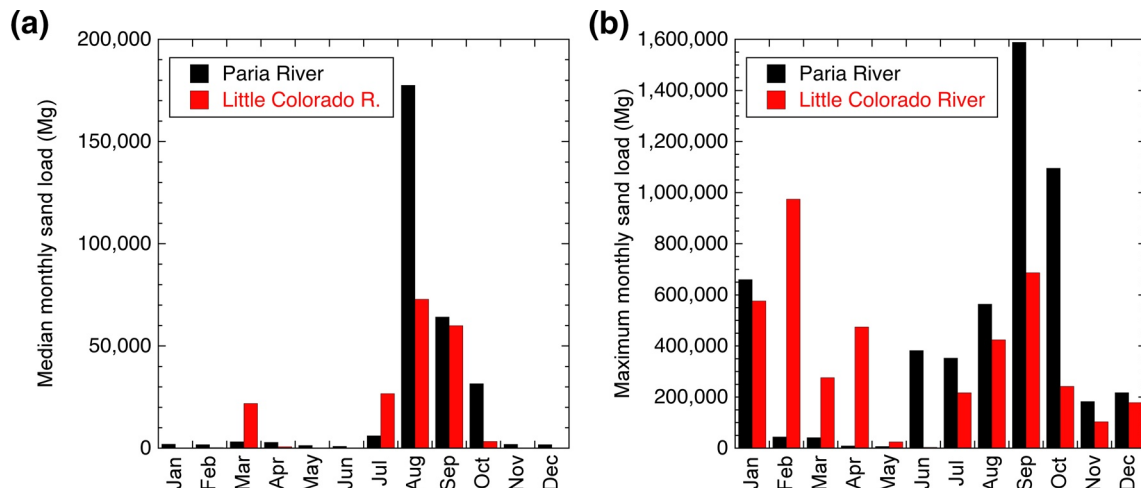 (a)
200,000
150,000
100,000
50,000
0
Median monthly sand load (Mg)
Paria River
Little Colorado R.
Jan
Feb
Mar
Apr
May
Jun
Jul
Aug
Sep
Oct
Nov
Dec
(b)
1,600,000
1,400,000
1,200,000
1,000,000
800,000
600,000
400,000
200,000
0
Maximum monthly sand load (Mg)
Paria River
Little Colorado River
Jan
Feb
Mar
Apr
May
Jun
Jul
Aug
Sep
Oct
Nov
Dec